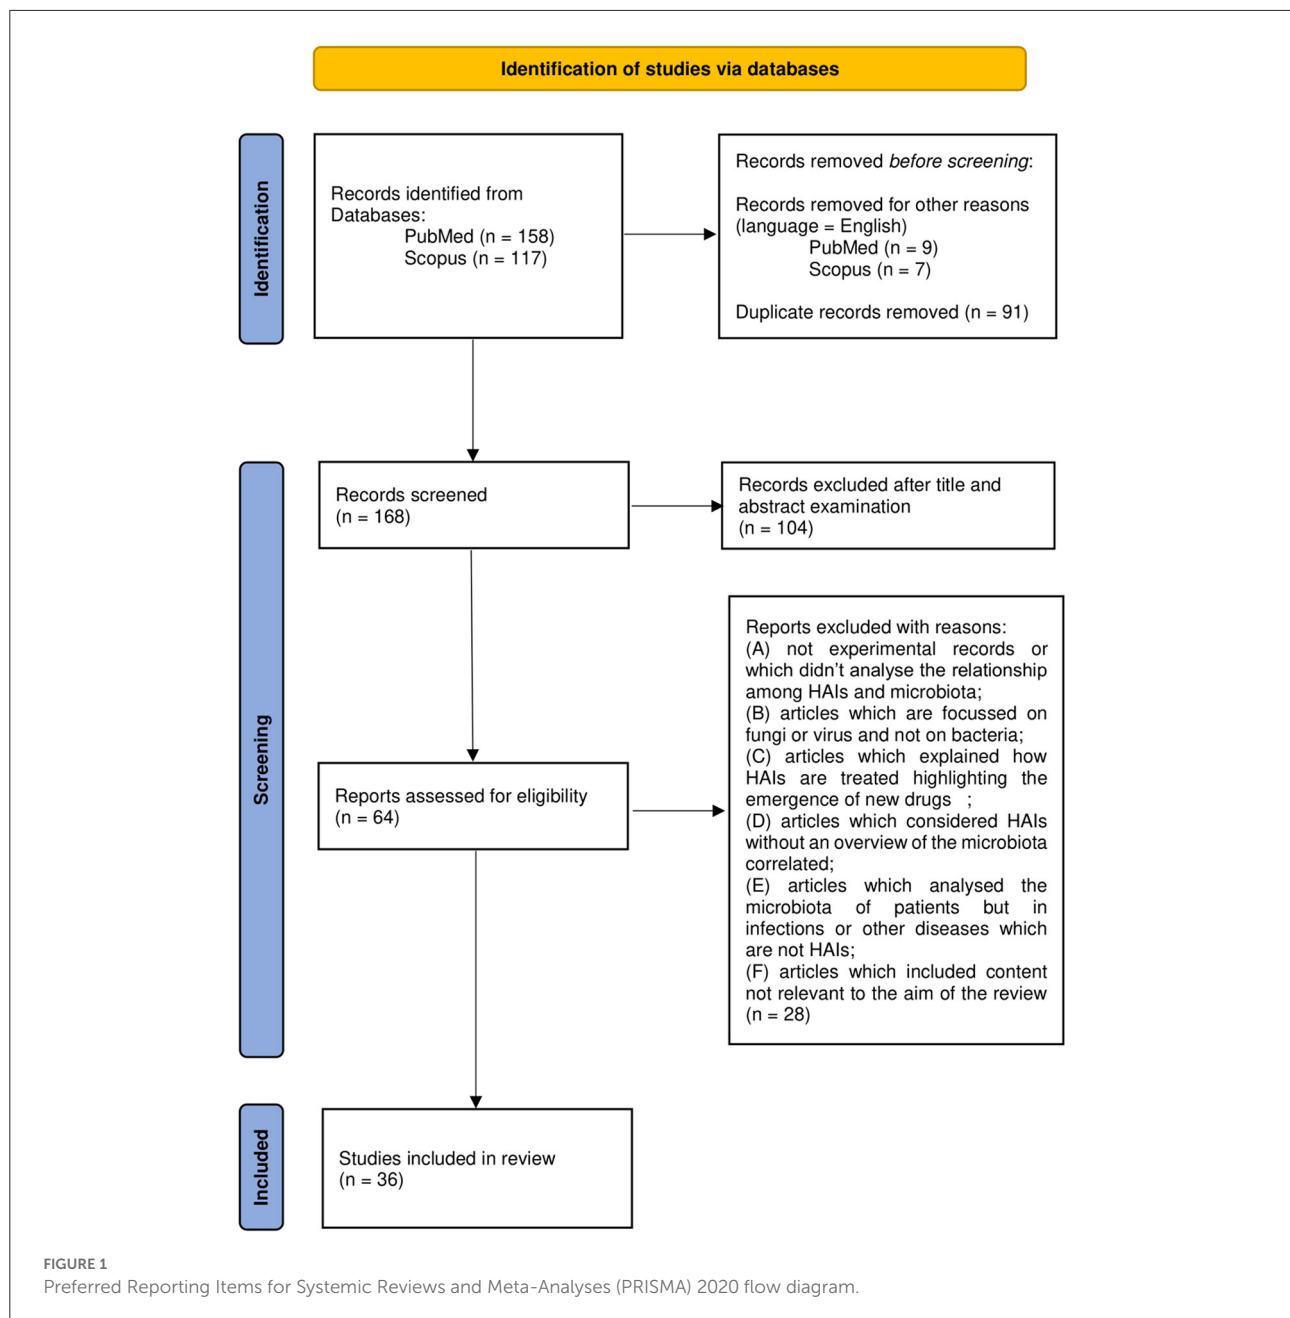 Identification of studies via databases
Identification
Records identified from
Databases:
PubMed (n = 158)
Scopus (n = 117)
Records removed before screening:
Records removed for other reasons
(language = English)
PubMed (n = 9)
Scopus (n = 7)
Duplicate records removed (n = 91)
Screening
Records screened
(n = 168)
Records excluded after title and
abstract examination
(n = 104)
Reports assessed for eligibility
(n = 64)
Reports excluded with reasons:
(A) not experimental records or
which didn't analyse the relationship
among HAIs and microbiota;
(B) articles which are focussed on
fungi or virus and not on bacteria;
(C) articles which explained how
HAIs are treated highlighting the
emergence of new drugs ;
(D) articles which considered HAIs
without an overview of the microbiota
correlated;
(E) articles which analysed the
microbiota of patients but in
infections or other diseases which
are not HAIs;
(F) articles which included content
not relevant to the aim of the review
(n = 28)
Included
Studies included in review
(n = 36)
FIGURE 1
Preferred Reporting Items for Systemic Reviews and Meta-Analyses (PRISMA) 2020 flow diagram.